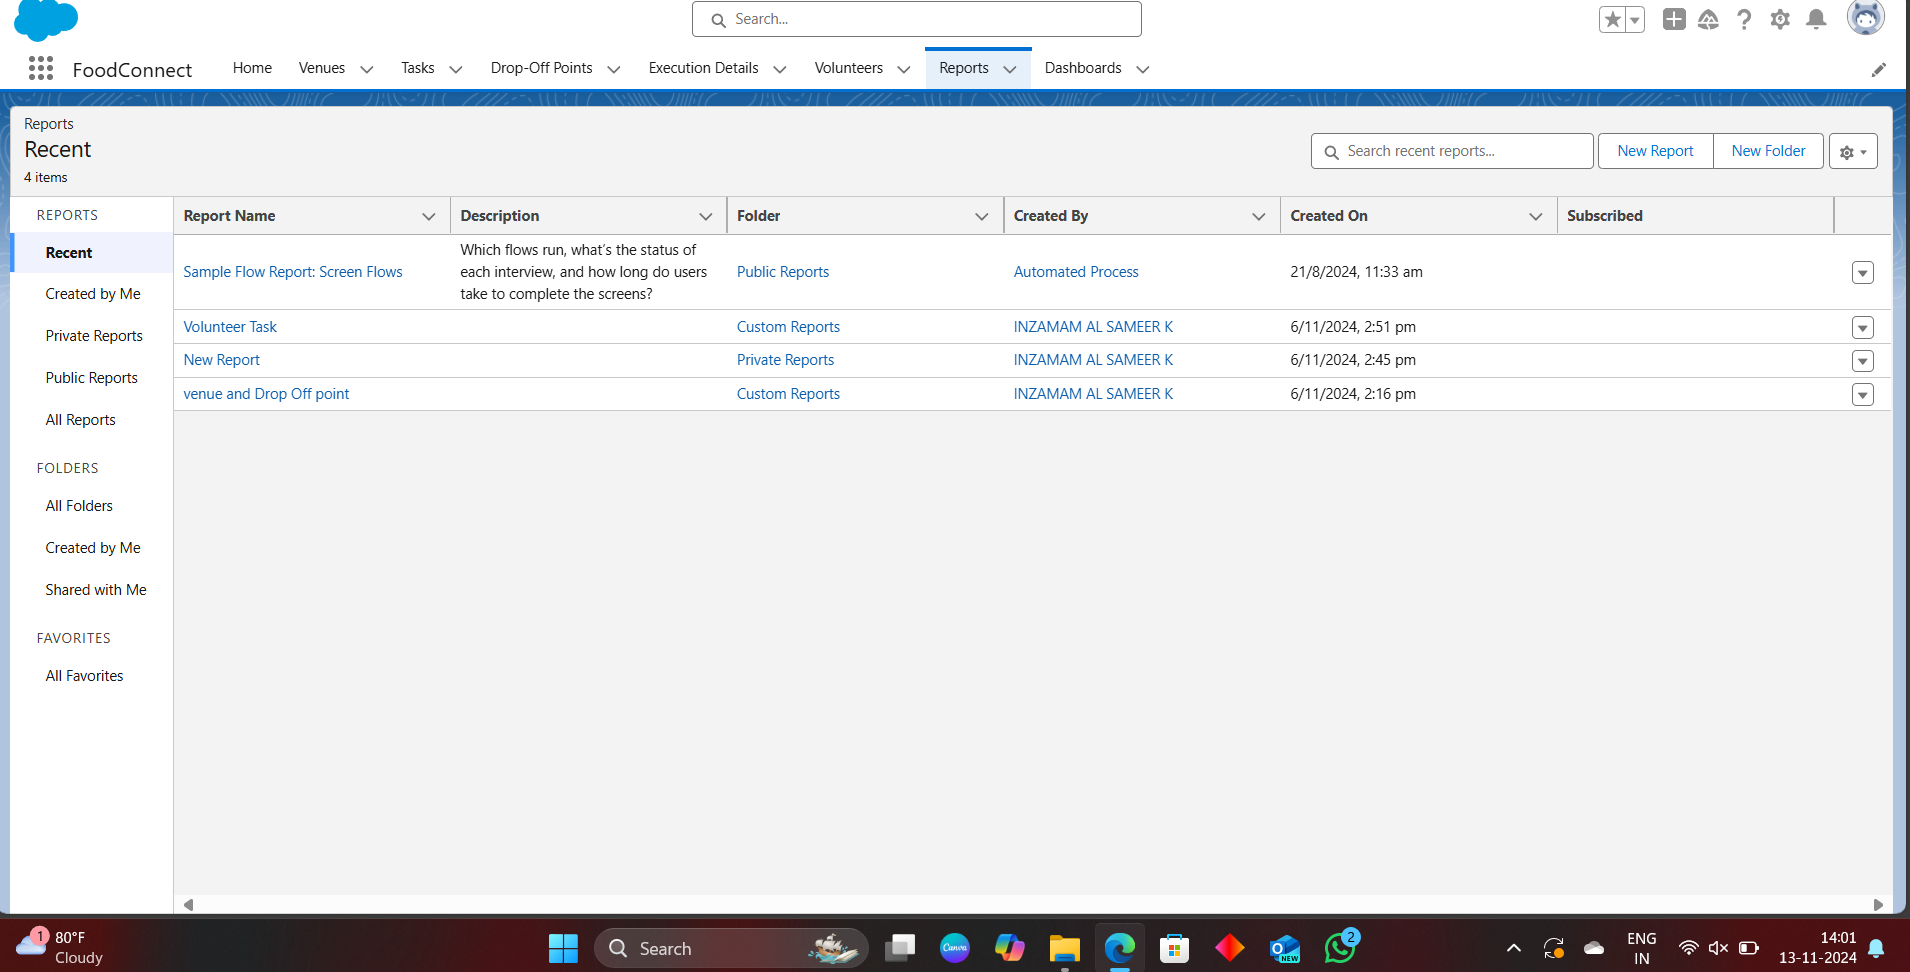 Search...
FoodConnect
Home
Venues
Tasks
Drop-Off Points
Execution Details
Volunteers
Reports
Dashboards
Reports
Recent
4 items
Search recent reports...
New Report
New Folder
REPORTS
Recent
Created by Me
Private Reports
Public Reports
All Reports
FOLDERS
All Folders
Created by Me
Shared with Me
FAVORITES
All Favorites
Report Name
Description
Folder
Created By
Created On
Subscribed
Sample Flow Report: Screen Flows
Which flows run, what's the status of
each interview, and how long do users
take to complete the screens?
Public Reports
Automated Process
21/8/2024, 11:33 am
Volunteer Task
Custom Reports
INZAMAM AL SAMEER K
6/11/2024, 2:51 pm
New Report
Private Reports
INZAMAM AL SAMEER K
6/11/2024, 2:45 pm
venue and Drop Off point
Custom Reports
INZAMAM AL SAMEER K
6/11/2024, 2:16 pm
1
80°F
Cloudy
Search
Canva
NEW
2
ENG
IN
14:01
13-11-2024